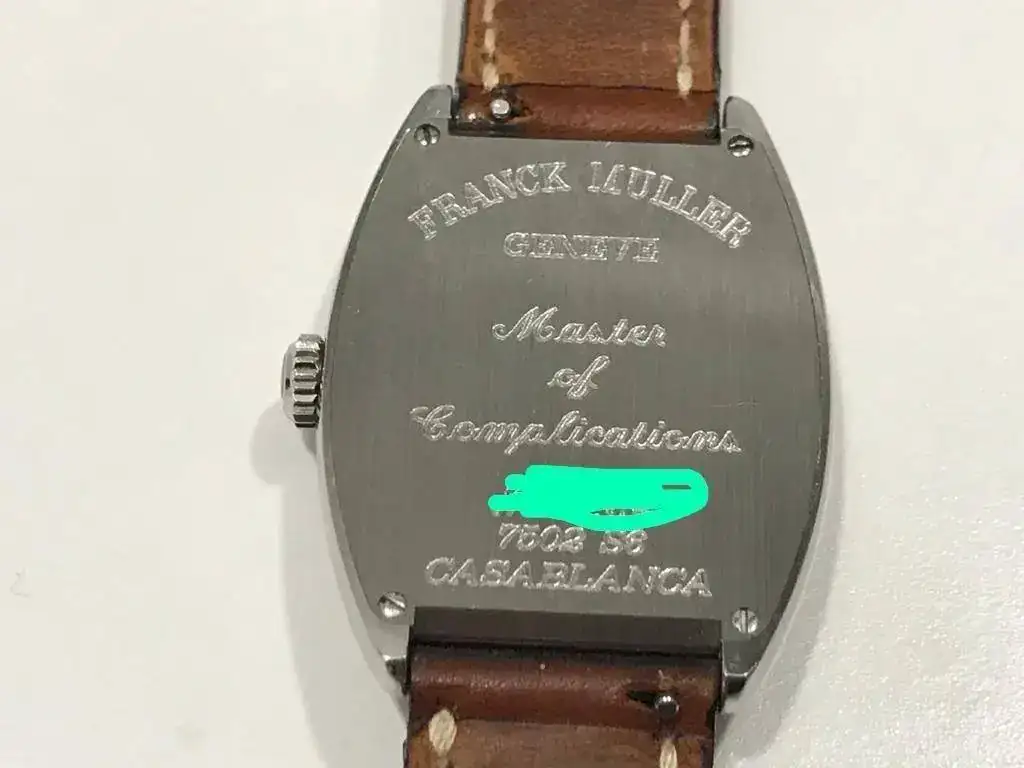 FRANCK MULLER
GENEVE
Master
of
Complications
7502 S6
CASABLANCA